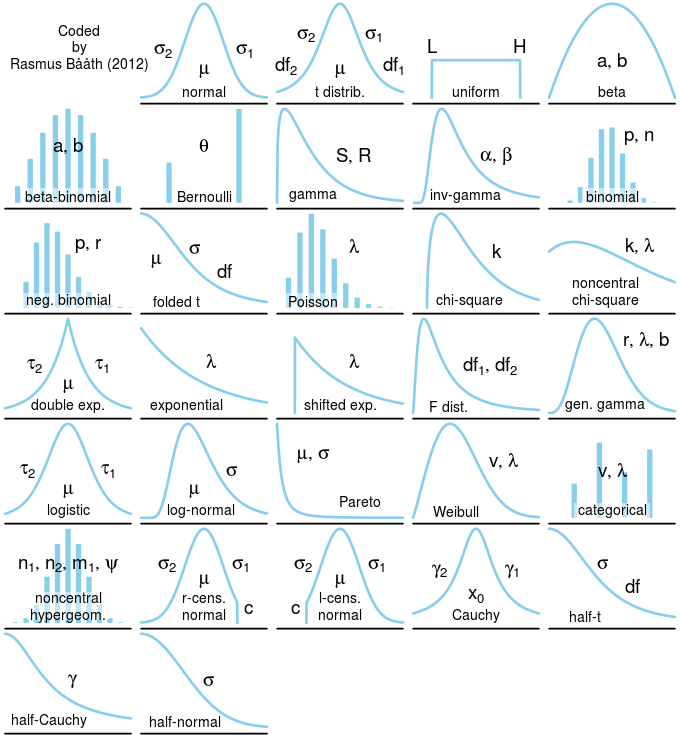 Coded
by
Rasmus Bååth (2012)
σ2 σ1
μ
normal
σ1
df2 μ df1
t distrib.
L H
uniform
a, b
beta
a, b
beta-binomial
θ
Bernoulli
S, R
gamma
α, β
inv-gamma
p, n
binomial
p, r
neg. binomial
μ σ
df
folded t
λ
Poisson
k
chi-square
k, λ
noncentral
chi-square
τ2 τ1
μ
double exp.
λ
exponential
λ
shifted exp.
df1, df2
F dist.
r, λ, b
gen. gamma
τ2 τ1
μ
logistic
σ
μ
log-normal
μ, σ
Pareto
v, λ
Weibull
v, λ
categorical
n1, n2, m1, ψ
noncentral
hypergeom.
σ2 σ1
μ
r-cens.
normal c
σ2 σ1
μ
l-cens.
c normal
γ2 γ1
x0
Cauchy
σ
df
half-t
γ
half-Cauchy
σ
half-normal